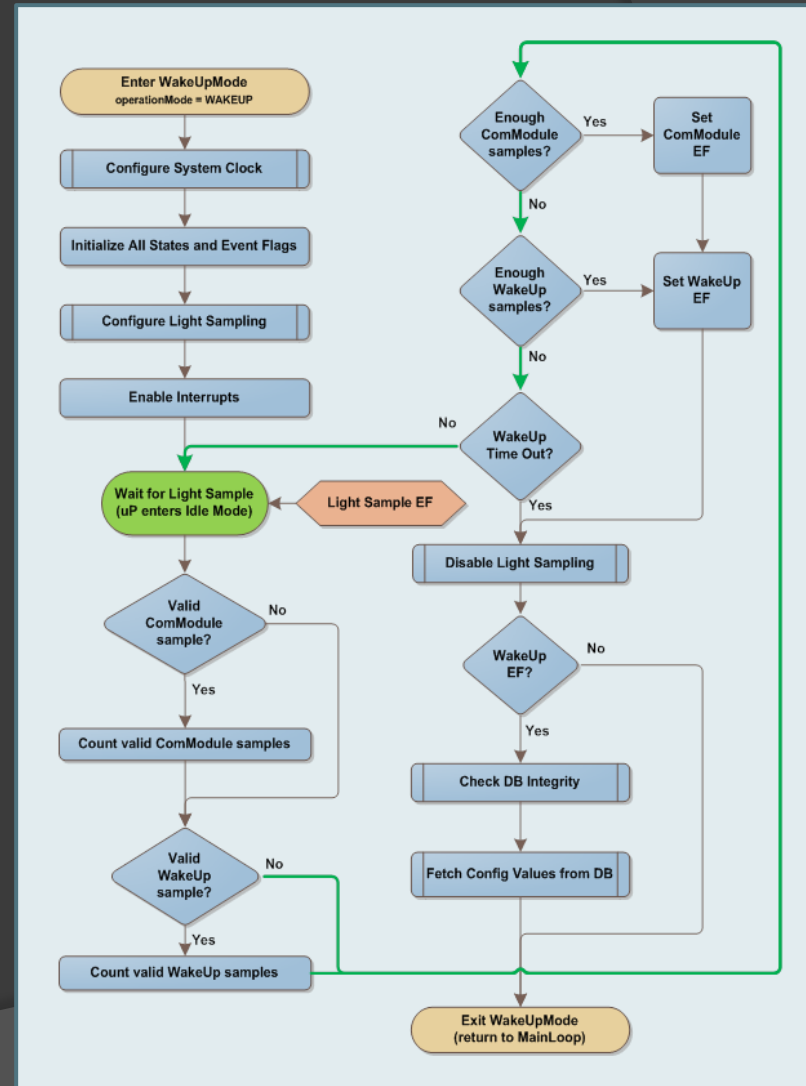 Enter WakeUpMode
operationMode = WAKEUP
Configure System Clock
Initialize All States and Event Flags
Configure Light Sampling
Enable Interrupts
Wait for Light Sample
(uP enters Idle Mode)
Light Sample EF
Valid
ComModule
sample?
No
Yes
Count valid ComModule samples
Valid
WakeUp
sample?
No
Yes
Count valid WakeUp samples
Enough
ComModule
samples?
Yes
Set
ComModule
EF
No
Enough
WakeUp
samples?
Yes
Set WakeUp
EF
No
WakeUp
Time Out?
No
Yes
Disable Light Sampling
WakeUp
EF?
No
Yes
Check DB Integrity
Fetch Config Values from DB
Exit WakeUpMode
(return to MainLoop)